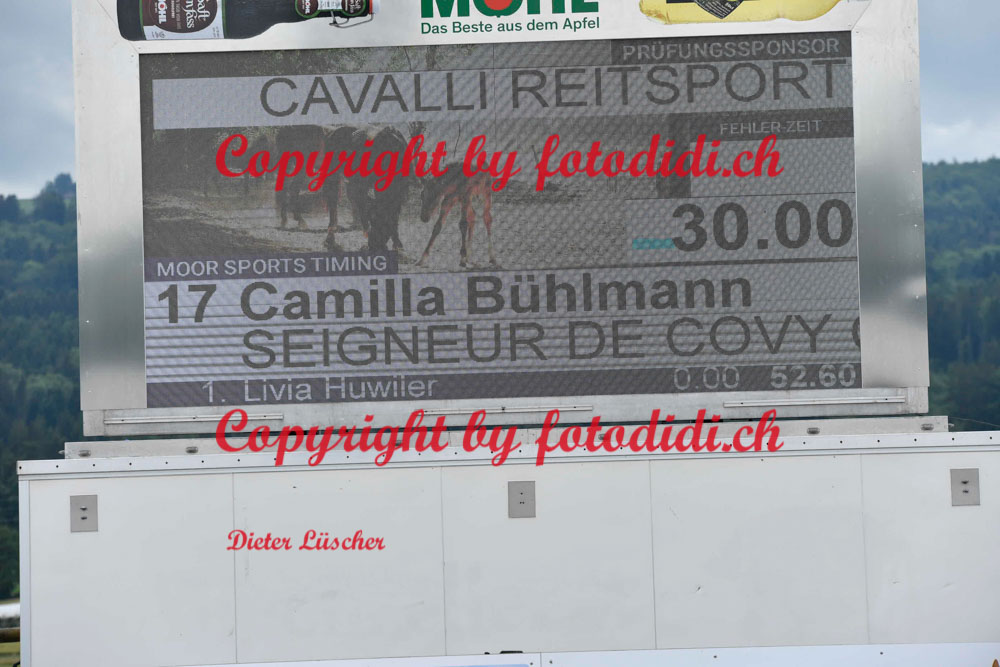 MÖHL
Das Beste aus dem Apfel
PRÜFUNGSSPONSOR
CAVALLI REITSPORT
FEHLER-ZEIT
Copyright by fotodidi.ch
30.00
MOOR SPORTS TIMING
17 Camilla Bühlmann
SEIGNEUR DE COVY
1. Livia Huwiler 0.00 52.60
Copyright by fotodidi.ch
Dieter Lüscher